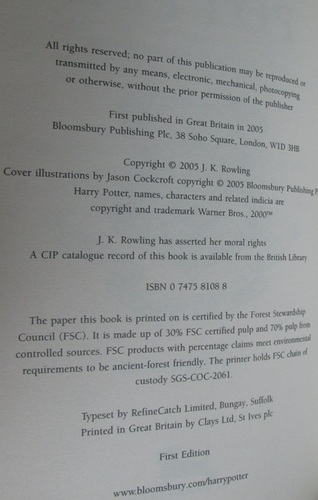 All rights reserved; no part of this publication may be reproduced or
transmitted by any means, electronic, mechanical, photocopying
or otherwise, without the prior permission of the publisher
First published in Great Britain in 2005
Bloomsbury Publishing Plc, 38 Soho Square, London, W1D 3HB
Copyright © 2005 J. K. Rowling
Cover illustrations by Jason Cockcroft copyright © 2005 Bloomsbury Publishing P
Harry Potter, names, characters and related indicia are
copyright and trademark Warner Bros., 2000™
J. K. Rowling has asserted her moral rights
A CIP catalogue record of this book is available from the British Library
ISBN 0 7475 8108 8
The paper this book is printed on is certified by the Forest Stewardship
Council (FSC). It is made up of 30% FSC certified pulp and 70% pulp from
controlled sources. FSC products with percentage claims meet environmental
requirements to be ancient-forest friendly. The printer holds FSC chain of
custody SGS-COC-2061.
Typeset by RefineCatch Limited, Bungay, Suffolk
Printed in Great Britain by Clays Ltd, St Ives plc
First Edition
www.bloomsbury.com/harrypotter